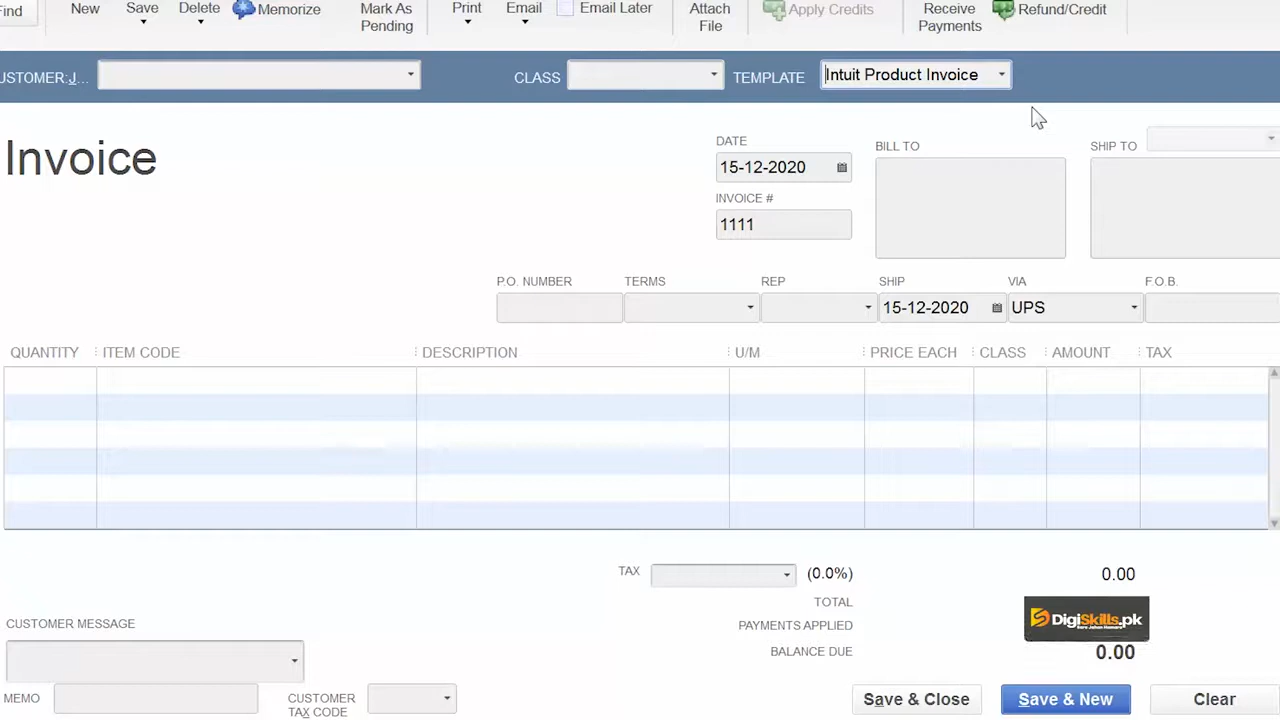 Find
New
Save
Delete
Memorize
Mark As
Pending
Print
Email
Email Later
Attach
File
Apply Credits
Receive
Payments
Refund/Credit
USTOMER:J...
CLASS
TEMPLATE
Intuit Product Invoice
Invoice
DATE
15-12-2020
INVOICE #
1111
BILL TO
SHIP TO
P.O. NUMBER
TERMS
REP
SHIP
VIA
F.O.B.
15-12-2020
UPS
QUANTITY
ITEM CODE
DESCRIPTION
U/M
PRICE EACH
CLASS
AMOUNT
TAX
TAX
(0.0%)
0.00
TOTAL
DigiSkills.pk
PAYMENTS APPLIED
BALANCE DUE
0.00
CUSTOMER MESSAGE
MEMO
CUSTOMER
TAX CODE
Save & Close
Save & New
Clear